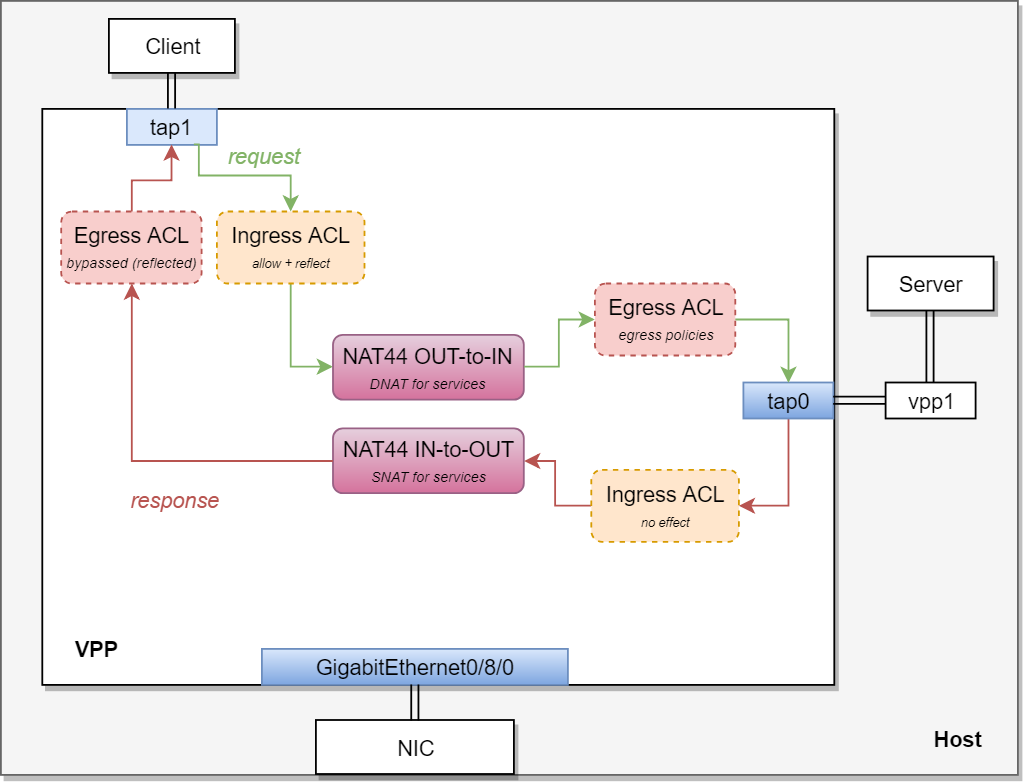 Client
tap1
request
Egress ACL
bypassed (reflected)
Ingress ACL
allow + reflect
NAT44 OUT-to-IN
DNAT for services
Egress ACL
egress policies
Server
tap0
vpp1
NAT44 IN-to-OUT
SNAT for services
Ingress ACL
no effect
response
VPP
GigabitEthernet0/8/0
NIC
Host